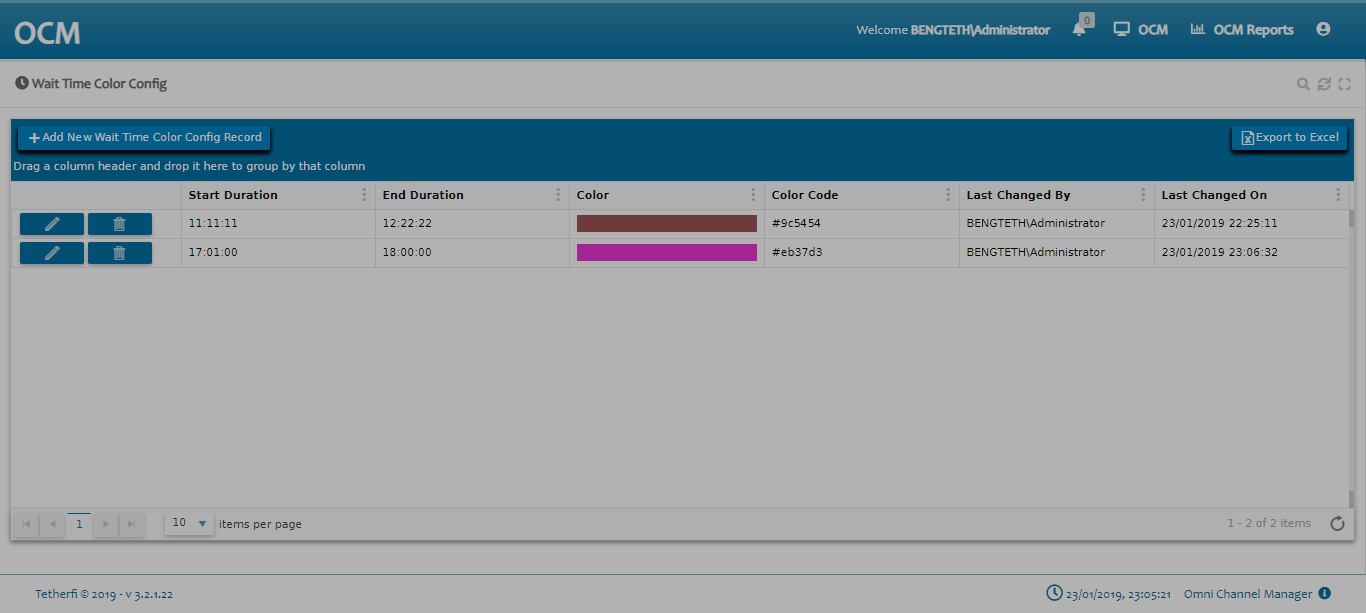 OCM
Welcome BENGTETH\Administrator
0
OCM
OCM Reports
Wait Time Color Config
Add New Wait Time Color Config Record
Export to Excel
Drag a column header and drop it here to group by that column
Start Duration End Duration Color Color Code Last Changed By Last Changed On
11:11:11 12:22:22 #9c5454 BENGTETH\Administrator 23/01/2019 22:25:11
17:01:00 18:00:00 #eb37d3 BENGTETH\Administrator 23/01/2019 23:06:32
1 10 items per page 1 - 2 of 2 items
Tetherfi © 2019 - v 3.2.1.22 23/01/2019, 23:05:21 Omni Channel Manager